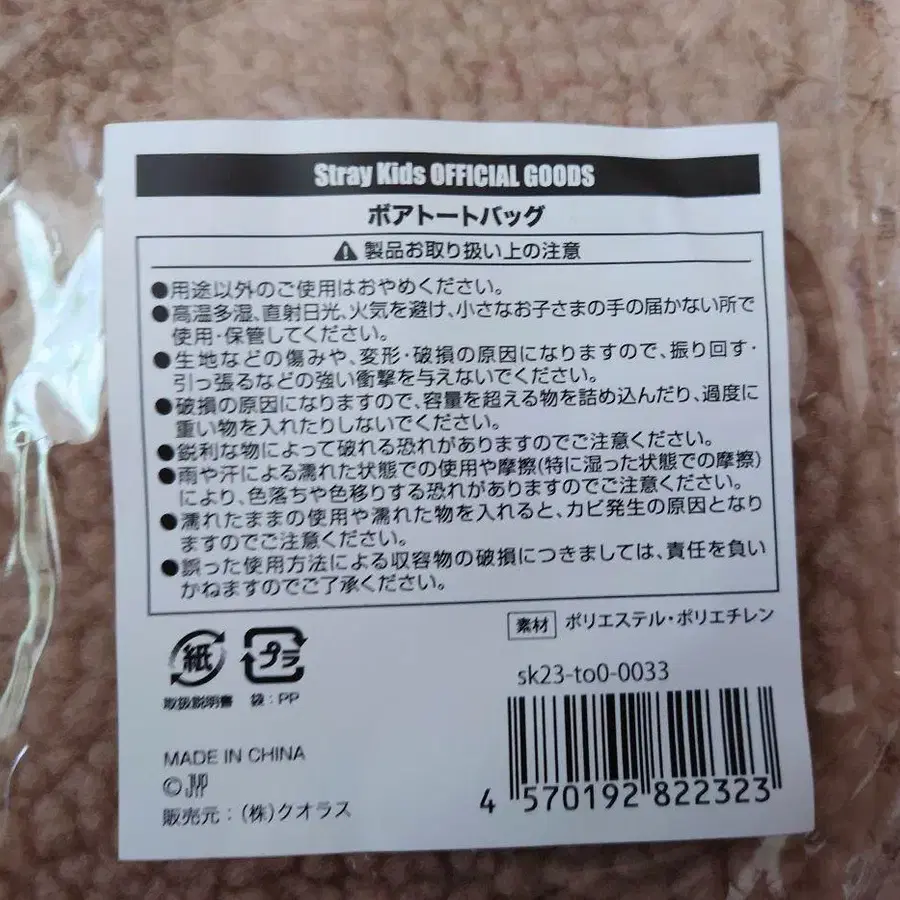 Stray Kids OFFICIAL GOODS
ボアトートバッグ
製品お取り扱い上の注意
●用途以外のご使用はおやめください。
●高温多湿、直射日光、火気を避け、小さなお子さまの手の届かない所で
使用・保管してください。
●生地などの傷みや、変形・破損の原因になりますので、振り回す・
引っ張るなどの強い衝撃を与えないでください。
●破損の原因になりますので、容量を超える物を詰め込んだり、過度に
重い物を入れたりしないでください。
●鋭利な物によって破れる恐れがありますのでご注意ください。
●雨や汗による濡れた状態での使用や摩擦(特に湿った状態での摩擦)
により、色落ちや色移りする恐れがありますのでご注意ください。
●濡れたままの使用や濡れた物を入れると、カビ発生の原因となり
ますのでご注意ください。
●誤った使用方法による収容物の破損につきましては、責任を負い
かねますのでご了承ください。
素材 ポリエステル・ポリエチレン
紙 プラ
取扱説明書 袋:PP
sk23-to0-0033
MADE IN CHINA
©JYP
販売元:(株)クオラス
4 570192 822323